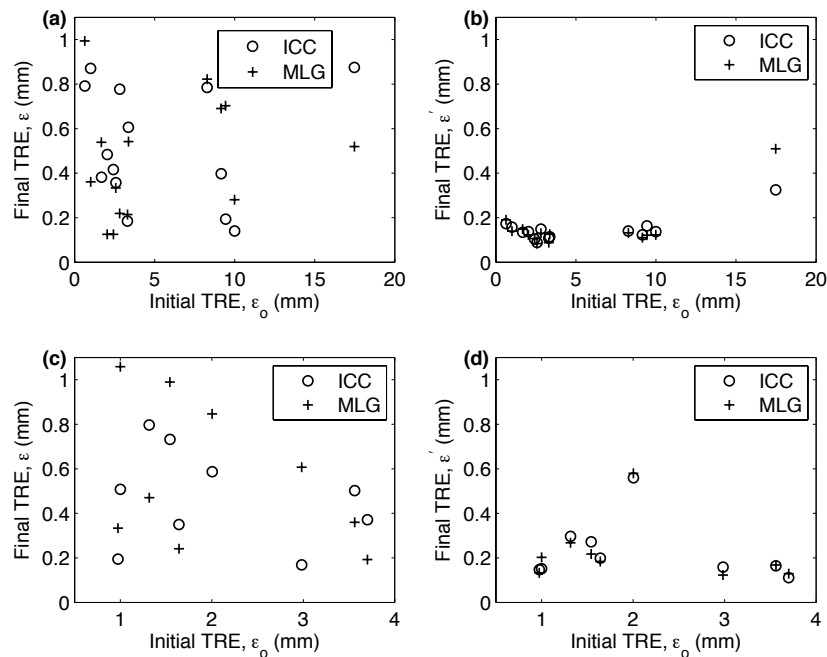 (a)
1
0.8
0.6
0.4
0.2
0
Final TRE, ε (mm)
ICC
MLG
0 5 10 15 20
Initial TRE, ε_o (mm)
(b)
1
0.8
0.6
0.4
0.2
0
Final TRE, ε' (mm)
ICC
MLG
0 5 10 15 20
Initial TRE, ε_o (mm)
(c)
1
0.8
0.6
0.4
0.2
0
Final TRE, ε (mm)
ICC
MLG
1 2 3 4
Initial TRE, ε_o (mm)
(d)
1
0.8
0.6
0.4
0.2
0
Final TRE, ε' (mm)
ICC
MLG
1 2 3 4
Initial TRE, ε_o (mm)